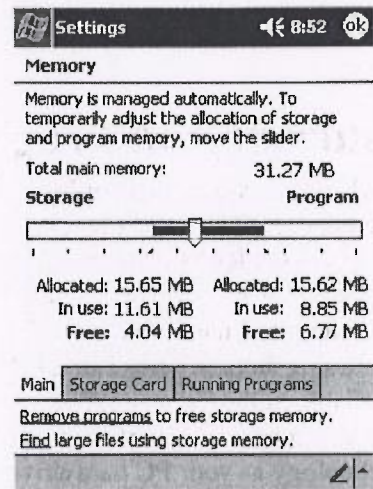 Settings 8:52 ok
Memory
Memory is managed automatically. To
temporarily adjust the allocation of storage
and program memory, move the slider.
Total main memory: 31.27 MB
Storage Program
Allocated: 15.65 MB Allocated: 15.62 MB
In use: 11.61 MB In use: 8.85 MB
Free: 4.04 MB Free: 6.77 MB
Main Storage Card Running Programs
Remove programs to free storage memory.
Find large files using storage memory.